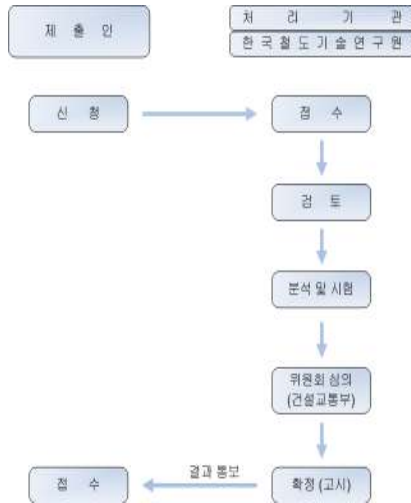 제 출 인
처 리 기 관
한 국 철 도 기 술 연 구 원
신 청
접 수
검 토
분석 및 시험
위원회 심의
(건설교통부)
결과 통보
접 수
확정 (고시)